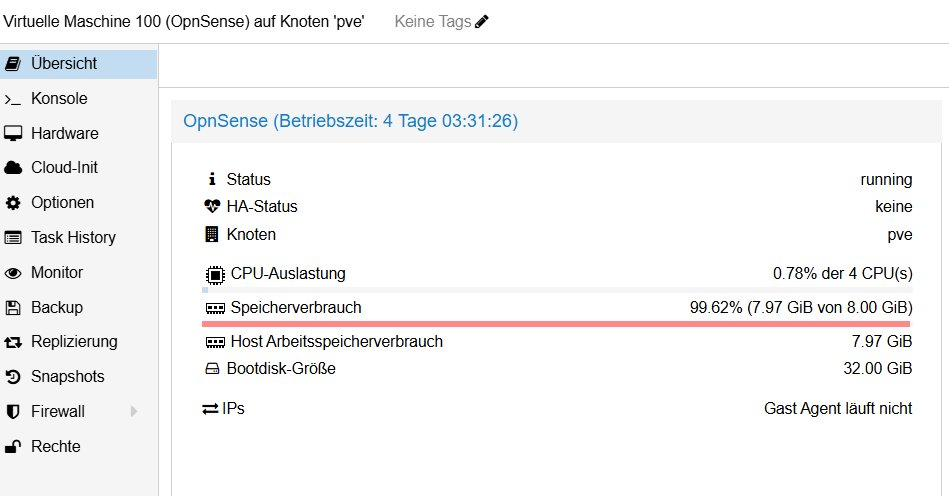 Virtuelle Maschine 100 (OpnSense) auf Knoten 'pve' Keine Tags
Übersicht
Konsole
Hardware
Cloud-Init
Optionen
Task History
Monitor
Backup
Replizierung
Snapshots
Firewall
Rechte
OpnSense (Betriebszeit: 4 Tage 03:31:26)
Status running
HA-Status keine
Knoten pve
CPU-Auslastung 0.78% der 4 CPU(s)
Speicherverbrauch 99.62% (7.97 GiB von 8.00 GiB)
Host Arbeitsspeicherverbrauch 7.97 GiB
Bootdisk-Größe 32.00 GiB
IPs Gast Agent läuft nicht